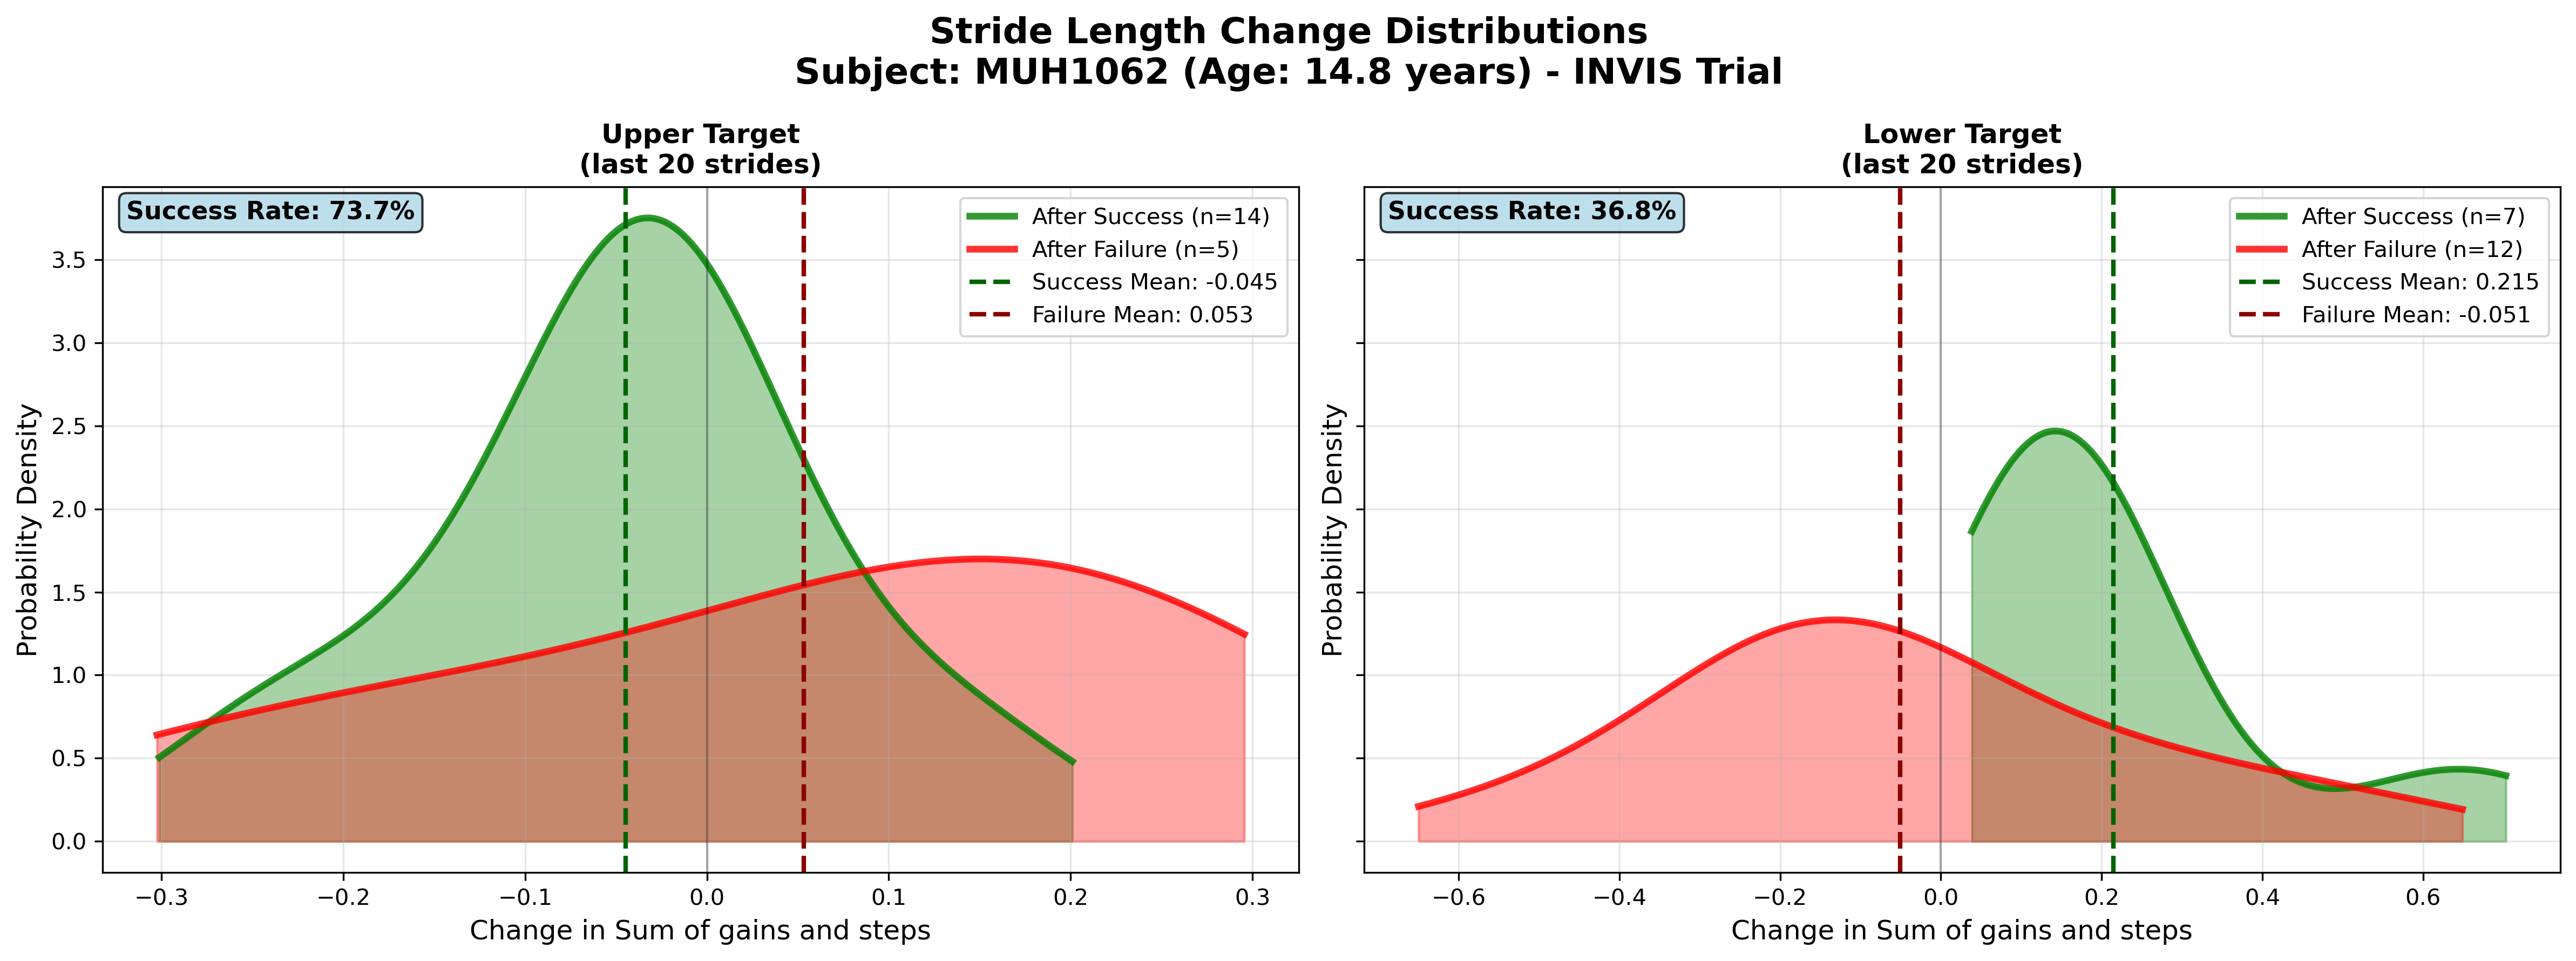 Stride Length Change Distributions
Subject: MUH1062 (Age: 14.8 years) - INVIS Trial
Upper Target
(last 20 strides)
Success Rate: 73.7%
After Success (n=14)
After Failure (n=5)
Success Mean: -0.045
Failure Mean: 0.053
Probability Density
3.5
3.0
2.5
2.0
1.5
1.0
0.5
0.0
−0.3
−0.2
−0.1
0.0
0.1
0.2
0.3
Change in Sum of gains and steps
Lower Target
(last 20 strides)
Success Rate: 36.8%
After Success (n=7)
After Failure (n=12)
Success Mean: 0.215
Failure Mean: -0.051
Probability Density
−0.6
−0.4
−0.2
0.0
0.2
0.4
0.6
Change in Sum of gains and steps